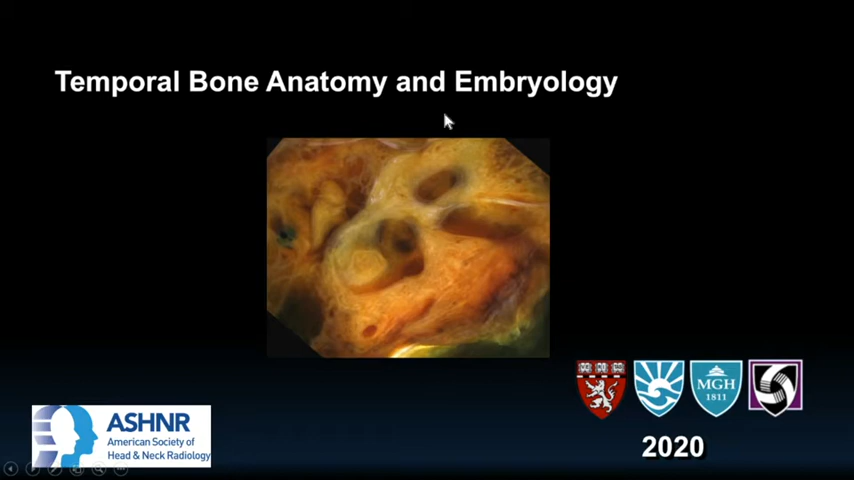 Temporal Bone Anatomy and Embryology
ASHNR
American Society of
Head & Neck Radiology
MGH
1811
2020